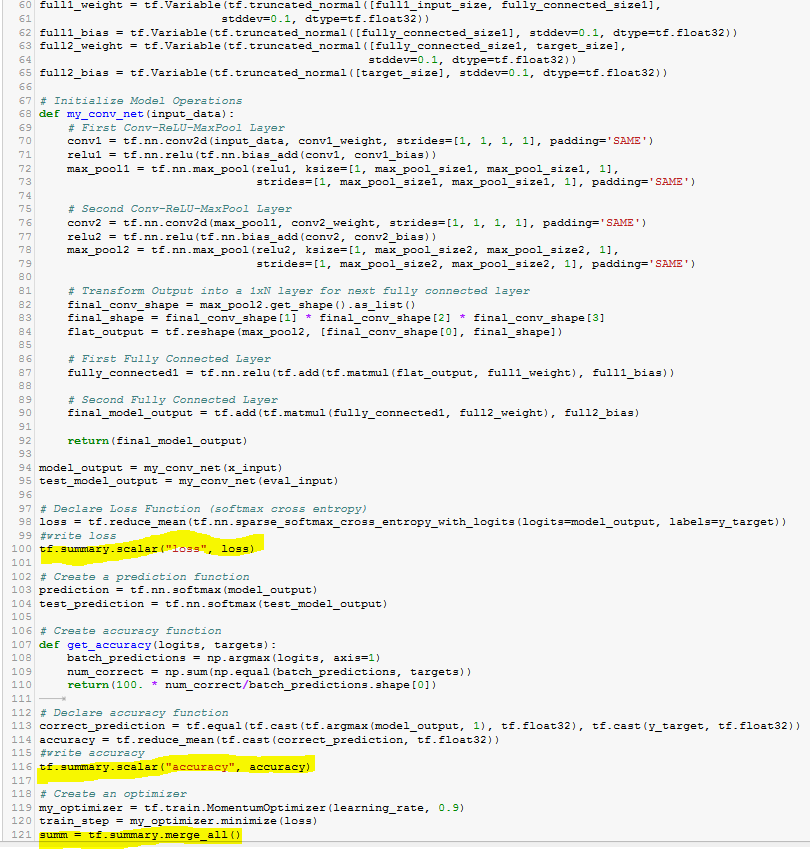 60 full1_weight = tf.Variable(tf.truncated_normal([full1_input_size, fully_connected_size1],
61                           stddev=0.1, dtype=tf.float32))
62 full1_bias = tf.Variable(tf.truncated_normal([fully_connected_size1], stddev=0.1, dtype=tf.float32))
63 full2_weight = tf.Variable(tf.truncated_normal([fully_connected_size1, target_size],
64                                                stddev=0.1, dtype=tf.float32))
65 full2_bias = tf.Variable(tf.truncated_normal([target_size], stddev=0.1, dtype=tf.float32))
66
67 # Initialize Model Operations
68 def my_conv_net(input_data):
69     # First Conv-ReLU-MaxPool Layer
70     conv1 = tf.nn.conv2d(input_data, conv1_weight, strides=[1, 1, 1, 1], padding='SAME')
71     relu1 = tf.nn.relu(tf.nn.bias_add(conv1, conv1_bias))
72     max_pool1 = tf.nn.max_pool(relu1, ksize=[1, max_pool_size1, max_pool_size1, 1],
73                                strides=[1, max_pool_size1, max_pool_size1, 1], padding='SAME')
74
75     # Second Conv-ReLU-MaxPool Layer
76     conv2 = tf.nn.conv2d(max_pool1, conv2_weight, strides=[1, 1, 1, 1], padding='SAME')
77     relu2 = tf.nn.relu(tf.nn.bias_add(conv2, conv2_bias))
78     max_pool2 = tf.nn.max_pool(relu2, ksize=[1, max_pool_size2, max_pool_size2, 1],
79                                strides=[1, max_pool_size2, max_pool_size2, 1], padding='SAME')
80
81     # Transform Output into a 1xN layer for next fully connected layer
82     final_conv_shape = max_pool2.get_shape().as_list()
83     final_shape = final_conv_shape[1] * final_conv_shape[2] * final_conv_shape[3]
84     flat_output = tf.reshape(max_pool2, [final_conv_shape[0], final_shape])
85
86     # First Fully Connected Layer
87     fully_connected1 = tf.nn.relu(tf.add(tf.matmul(flat_output, full1_weight), full1_bias))
88
89     # Second Fully Connected Layer
90     final_model_output = tf.add(tf.matmul(fully_connected1, full2_weight), full2_bias)
91
92     return(final_model_output)
93
94 model_output = my_conv_net(x_input)
95 test_model_output = my_conv_net(eval_input)
96
97 # Declare Loss Function (softmax cross entropy)
98 loss = tf.reduce_mean(tf.nn.sparse_softmax_cross_entropy_with_logits(logits=model_output, labels=y_target))
99 #write loss
100 tf.summary.scalar("loss", loss)
101
102 # Create a prediction function
103 prediction = tf.nn.softmax(model_output)
104 test_prediction = tf.nn.softmax(test_model_output)
105
106 # Create accuracy function
107 def get_accuracy(logits, targets):
108     batch_predictions = np.argmax(logits, axis=1)
109     num_correct = np.sum(np.equal(batch_predictions, targets))
110     return(100. * num_correct/batch_predictions.shape[0])
111
112 # Declare accuracy function
113 correct_prediction = tf.equal(tf.cast(tf.argmax(model_output, 1), tf.float32), tf.cast(y_target, tf.float32))
114 accuracy = tf.reduce_mean(tf.cast(correct_prediction, tf.float32))
115 #write accuracy
116 tf.summary.scalar("accuracy", accuracy)
117
118 # Create an optimizer
119 my_optimizer = tf.train.MomentumOptimizer(learning_rate, 0.9)
120 train_step = my_optimizer.minimize(loss)
121 summ = tf.summary.merge_all()